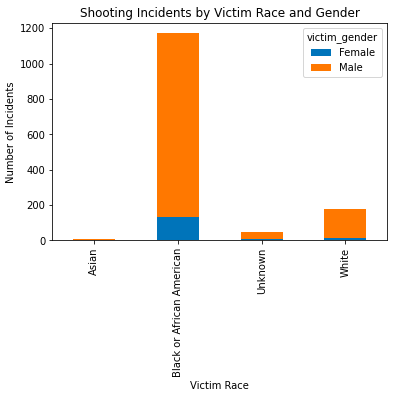 Shooting Incidents by Victim Race and Gender
victim_gender
Female
Male
Number of Incidents
1200
1000
800
600
400
200
0
Asian
Black or African American
Unknown
White
Victim Race